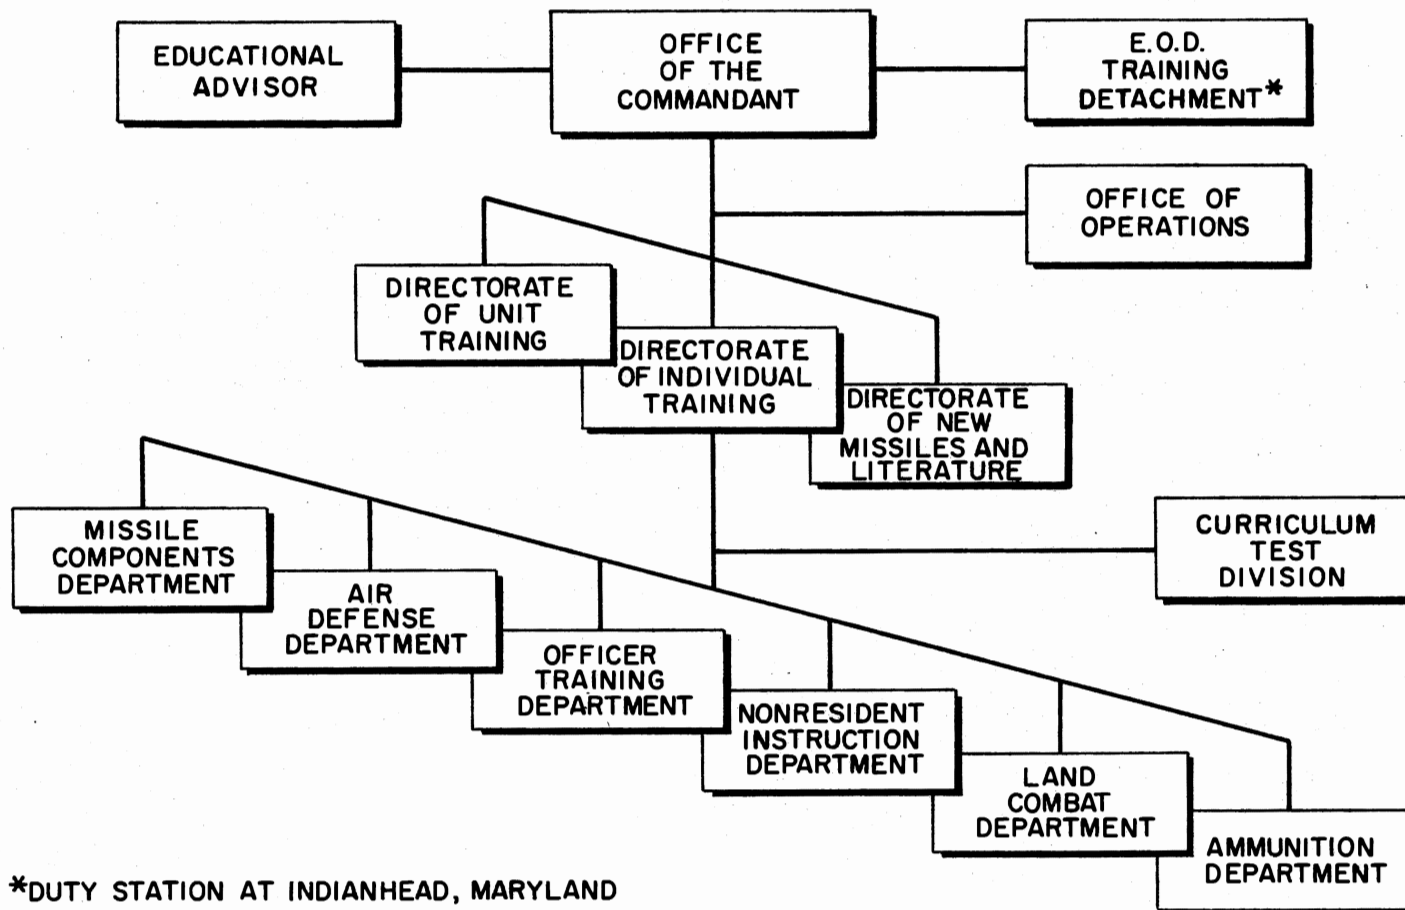 EDUCATIONAL
ADVISOR
OFFICE
OF THE
COMMANDANT
E.O.D.
TRAINING
DETACHMENT*
OFFICE OF
OPERATIONS
DIRECTORATE
OF UNIT
TRAINING
DIRECTORATE
OF INDIVIDUAL
TRAINING
DIRECTORATE
OF NEW
MISSILES AND
LITERATURE
CURRICULUM
TEST
DIVISION
MISSILE
COMPONENTS
DEPARTMENT
AIR
DEFENSE
DEPARTMENT
OFFICER
TRAINING
DEPARTMENT
NONRESIDENT
INSTRUCTION
DEPARTMENT
LAND
COMBAT
DEPARTMENT
AMMUNITION
DEPARTMENT
*DUTY STATION AT INDIANHEAD, MARYLAND